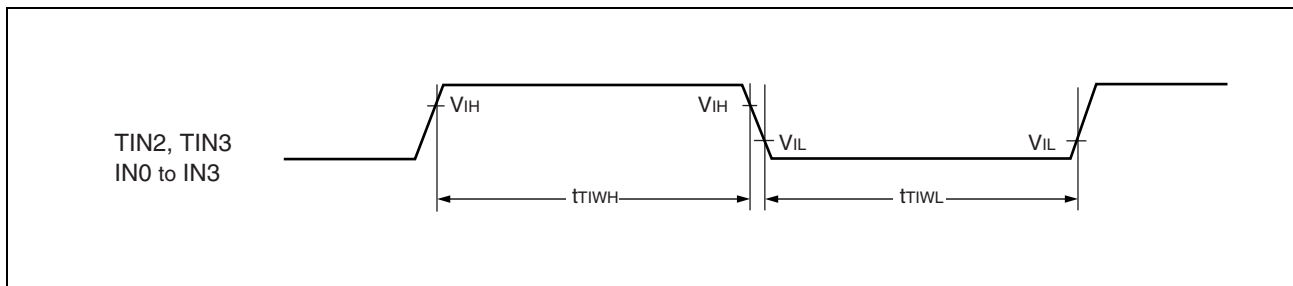 VIH
VIH
TIN2, TIN3
IN0 to IN3
VIL
VIL
tTIWH
tTIWL